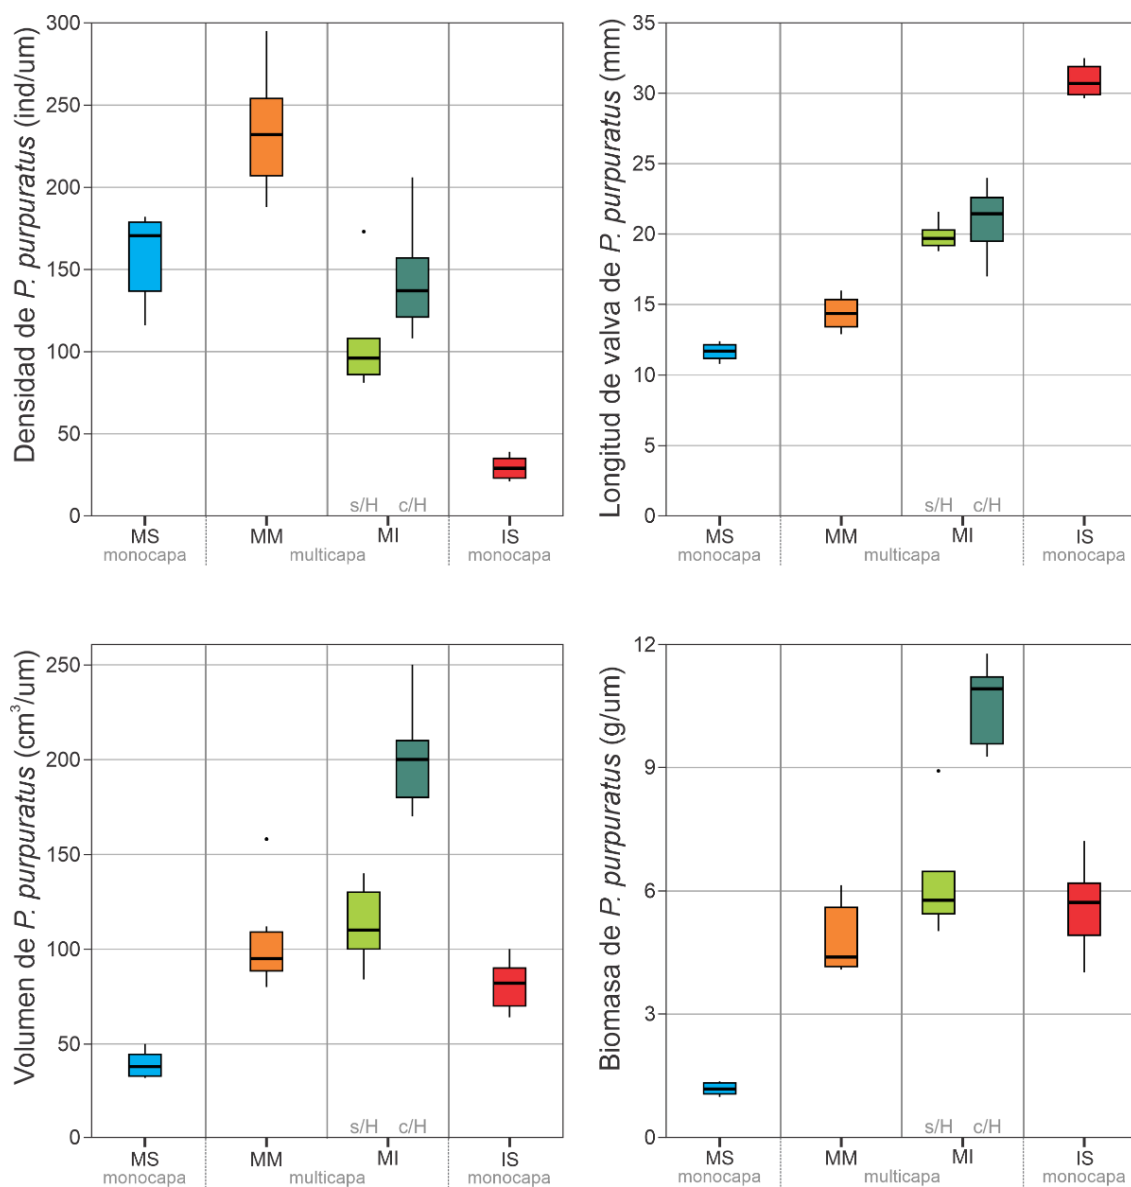 Densidad de P. purpuratus (ind/um)
300
250
200
150
100
50
0
s/H c/H
MS MM MI IS
monocapa multicapa monocapa
Longitud de valva de P. purpuratus (mm)
35
30
25
20
15
10
5
0
s/H c/H
MS MM MI IS
monocapa multicapa monocapa
Volumen de P. purpuratus (cm³/um)
250
200
150
100
50
0
s/H c/H
MS MM MI IS
monocapa multicapa monocapa
Biomasa de P. purpuratus (g/um)
12
9
6
3
0
s/H c/H
MS MM MI IS
monocapa multicapa monocapa